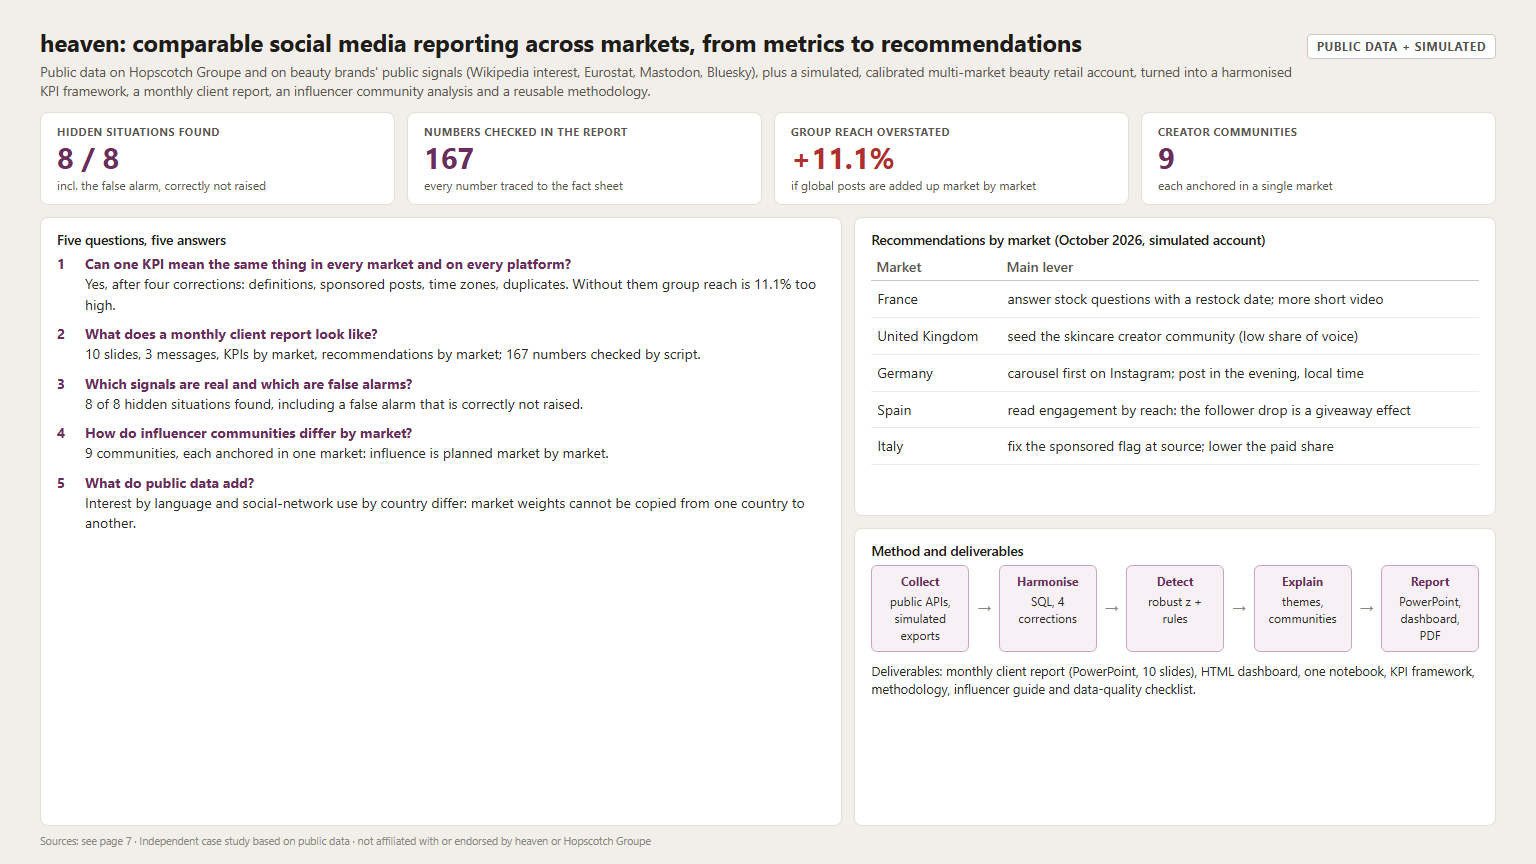 heaven: comparable social media reporting across markets, from metrics to recommendations
PUBLIC DATA + SIMULATED
Public data on Hopscotch Groupe and on beauty brands' public signals (Wikipedia interest, Eurostat, Mastodon, Bluesky), plus a simulated, calibrated multi-market beauty retail account, turned into a harmonised
KPI framework, a monthly client report, an influencer community analysis and a reusable methodology.
HIDDEN SITUATIONS FOUND
8 / 8
incl. the false alarm, correctly not raised
NUMBERS CHECKED IN THE REPORT
167
every number traced to the fact sheet
GROUP REACH OVERSTATED
+11.1%
if global posts are added up market by market
CREATOR COMMUNITIES
9
each anchored in a single market
Five questions, five answers
1 Can one KPI mean the same thing in every market and on every platform?
Yes, after four corrections: definitions, sponsored posts, time zones, duplicates. Without them group reach is 11.1% too
high.
2 What does a monthly client report look like?
10 slides, 3 messages, KPIs by market, recommendations by market; 167 numbers checked by script.
3 Which signals are real and which are false alarms?
8 of 8 hidden situations found, including a false alarm that is correctly not raised.
4 How do influencer communities differ by market?
9 communities, each anchored in one market: influence is planned market by market.
5 What do public data add?
Interest by language and social-network use by country differ: market weights cannot be copied from one country to
another.
Recommendations by market (October 2026, simulated account)
Market Main lever
France answer stock questions with a restock date; more short video
United Kingdom seed the skincare creator community (low share of voice)
Germany carousel first on Instagram; post in the evening, local time
Spain read engagement by reach: the follower drop is a giveaway effect
Italy fix the sponsored flag at source; lower the paid share
Method and deliverables
Collect
public APIs,
simulated
exports
→
Harmonise
SQL, 4
corrections
→
Detect
robust z +
rules
→
Explain
themes,
communities
→
Report
PowerPoint,
dashboard,
PDF
Deliverables: monthly client report (PowerPoint, 10 slides), HTML dashboard, one notebook, KPI framework,
methodology, influencer guide and data-quality checklist.
Sources: see page 7 · Independent case study based on public data · not affiliated with or endorsed by heaven or Hopscotch Groupe